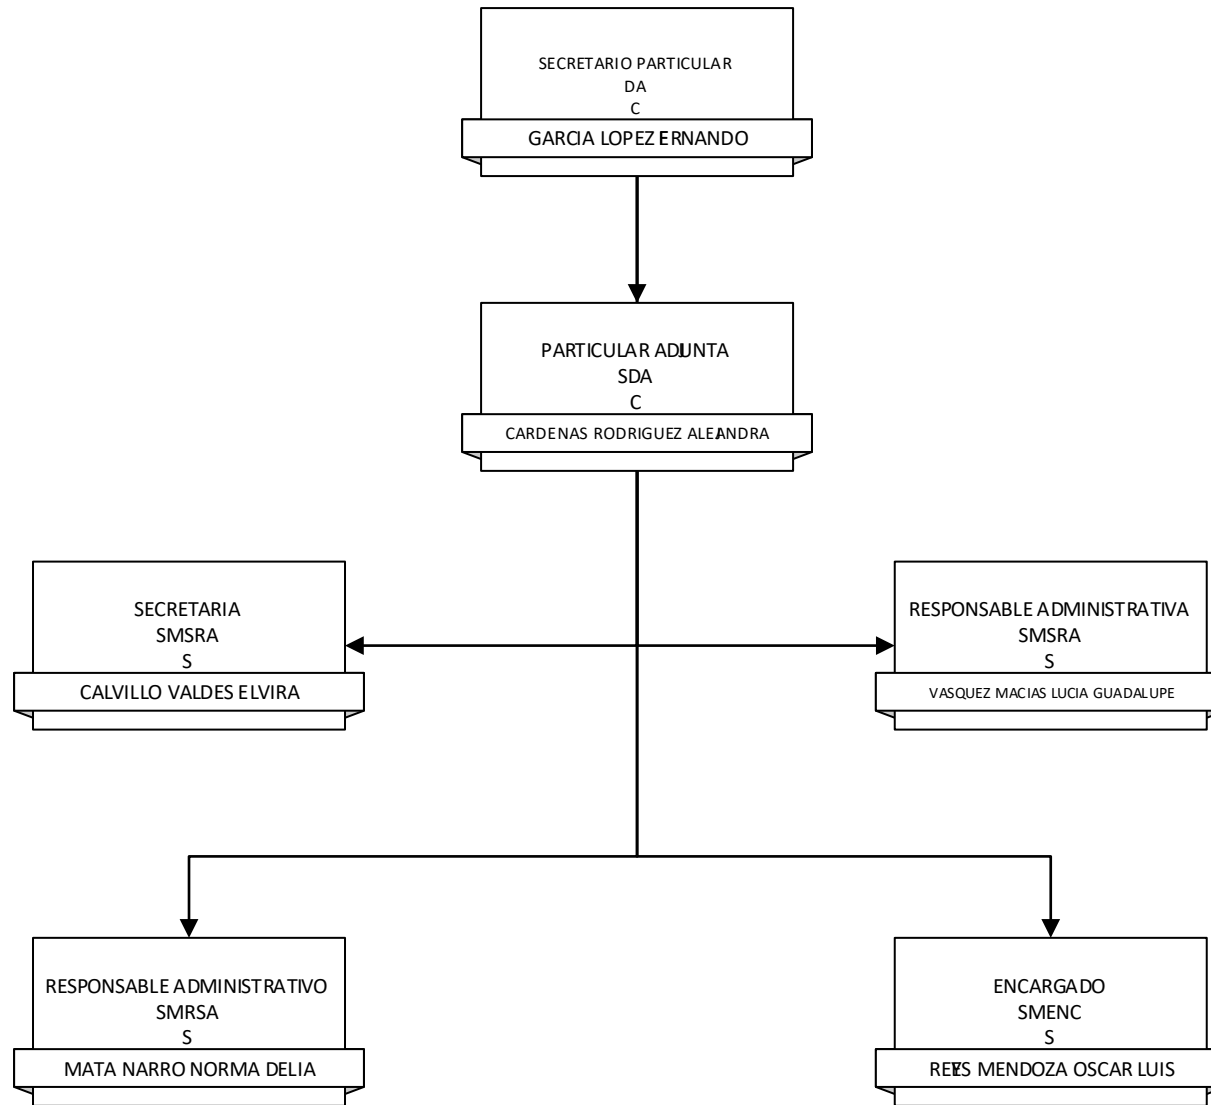 SECRETARIO PARTICULAR
DA
C
GARCIA LOPEZ ERNANDO
PARTICULAR ADJUNTA
SDA
C
CARDENAS RODRIGUEZ ALEJANDRA
SECRETARIA
SMSRA
S
CALVILLO VALDES ELVIRA
RESPONSABLE ADMINISTRATIVA
SMSRA
S
VASQUEZ MACIAS LUCIA GUADALUPE
RESPONSABLE ADMINISTRATIVO
SMRSA
S
MATA NARRO NORMA DELIA
ENCARGADO
SMENC
S
REYES MENDOZA OSCAR LUIS